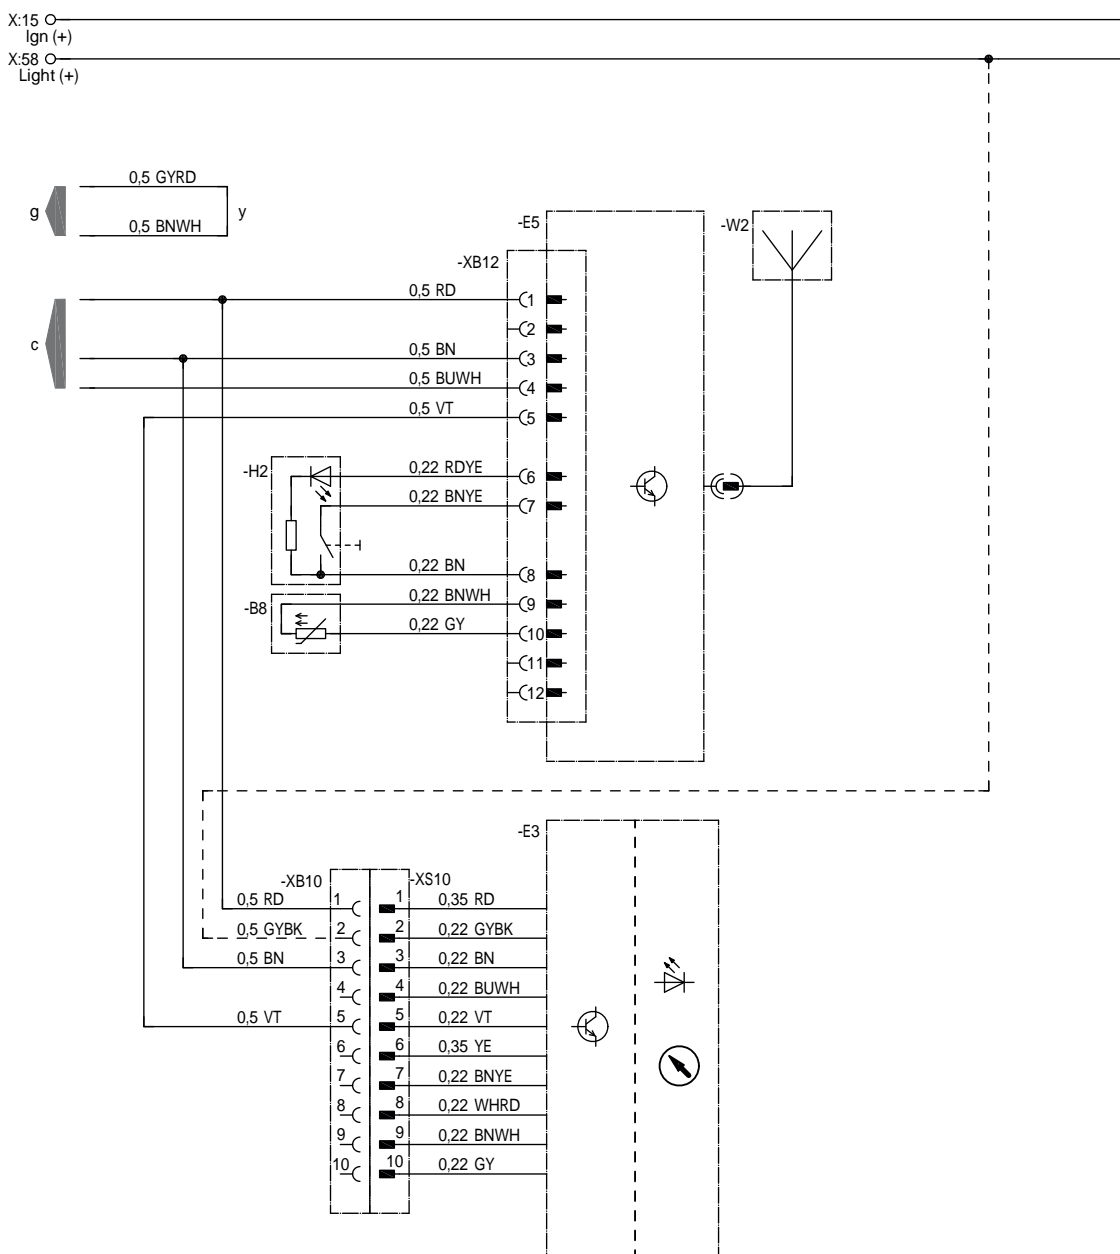 X:15
Ign (+)
X:58
Light (+)
0,5 GYRD
g
y
0,5 BNWH
-E5
-W2
-XB12
0,5 RD
1
2
c
0,5 BN
3
0,5 BUWH
4
0,5 VT
5
-H2
0,22 RDYE
6
0,22 BNYE
7
0,22 BN
8
-B8
0,22 BNWH
9
0,22 GY
10
11
12
-E3
-XB10
-XS10
0,5 RD
1
1
0,35 RD
0,5 GYBK
2
2
0,22 GYBK
0,5 BN
3
3
0,22 BN
4
4
0,22 BUWH
0,5 VT
5
5
0,22 VT
6
6
0,35 YE
7
7
0,22 BNYE
8
8
0,22 WHRD
9
9
0,22 BNWH
10
10
0,22 GY